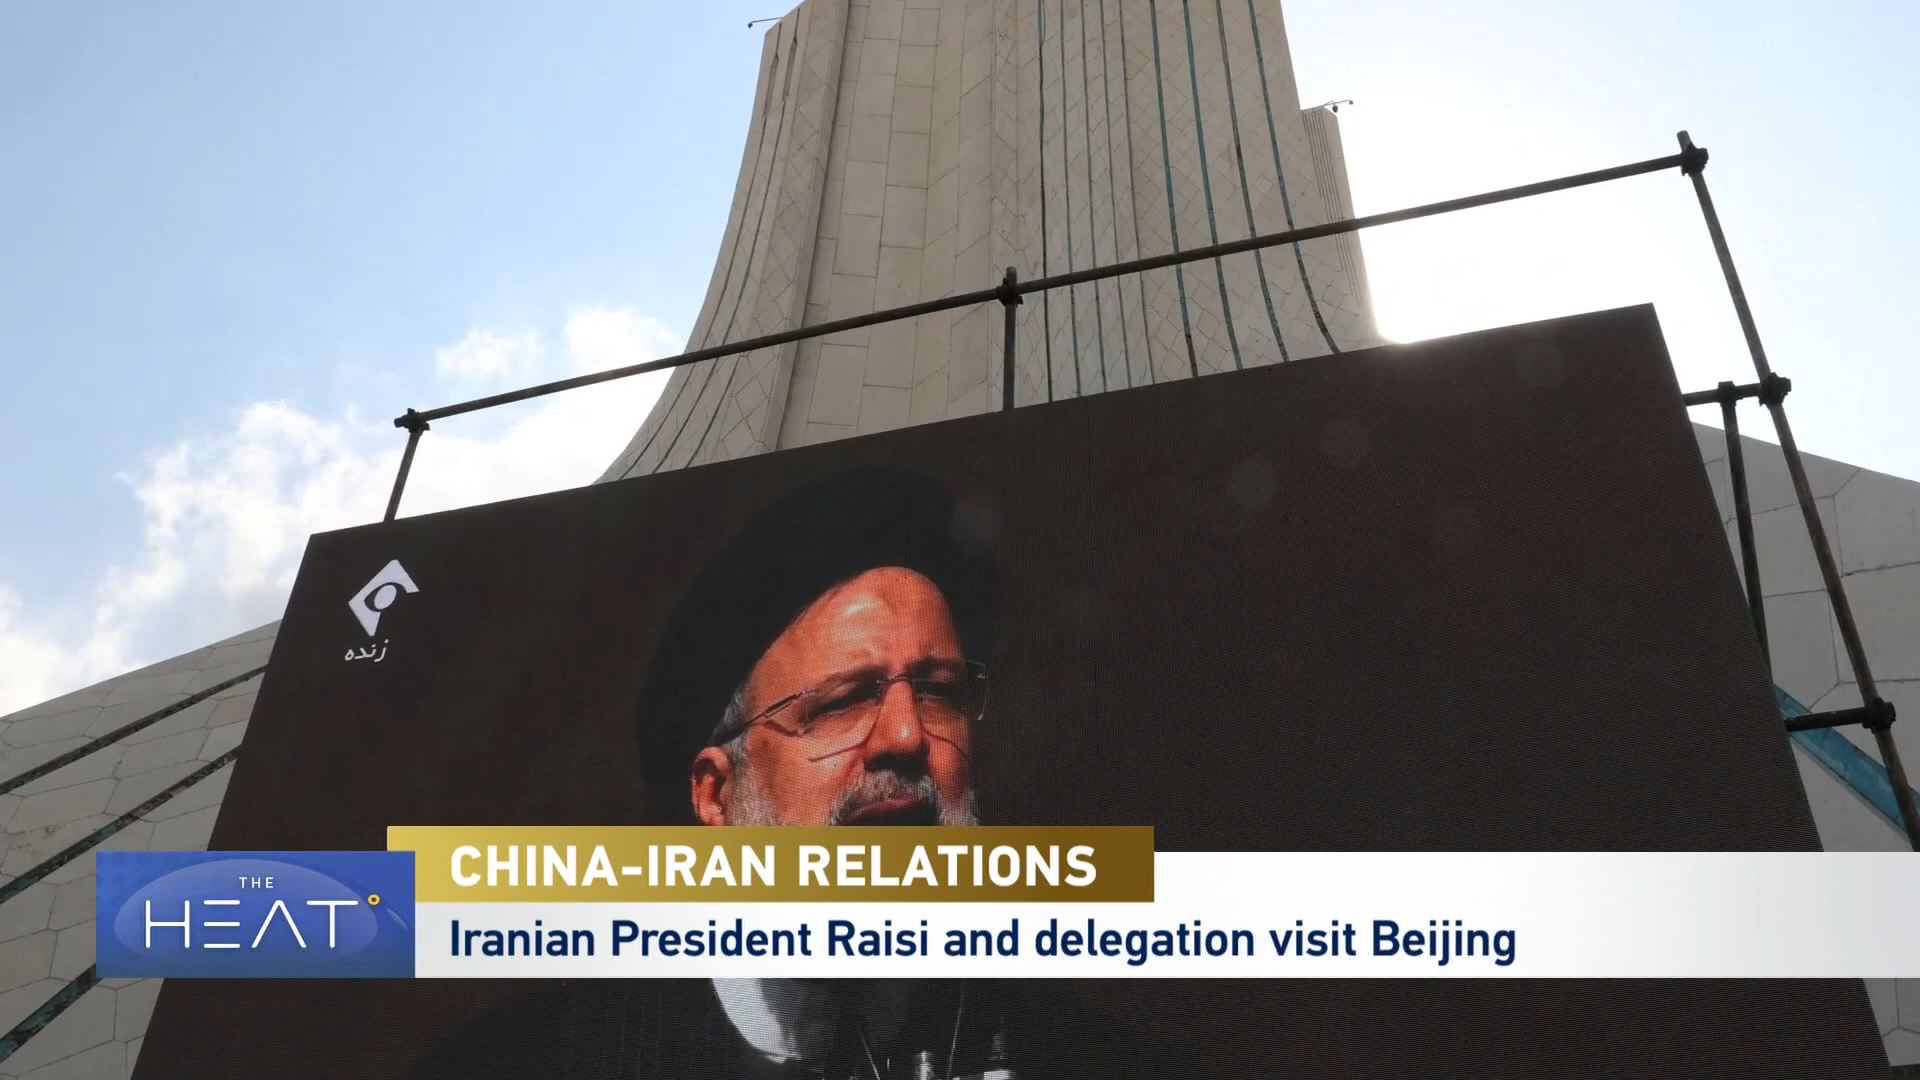 زنده
THE
HEAT
CHINA-IRAN RELATIONS
Iranian President Raisi and delegation visit Beijing